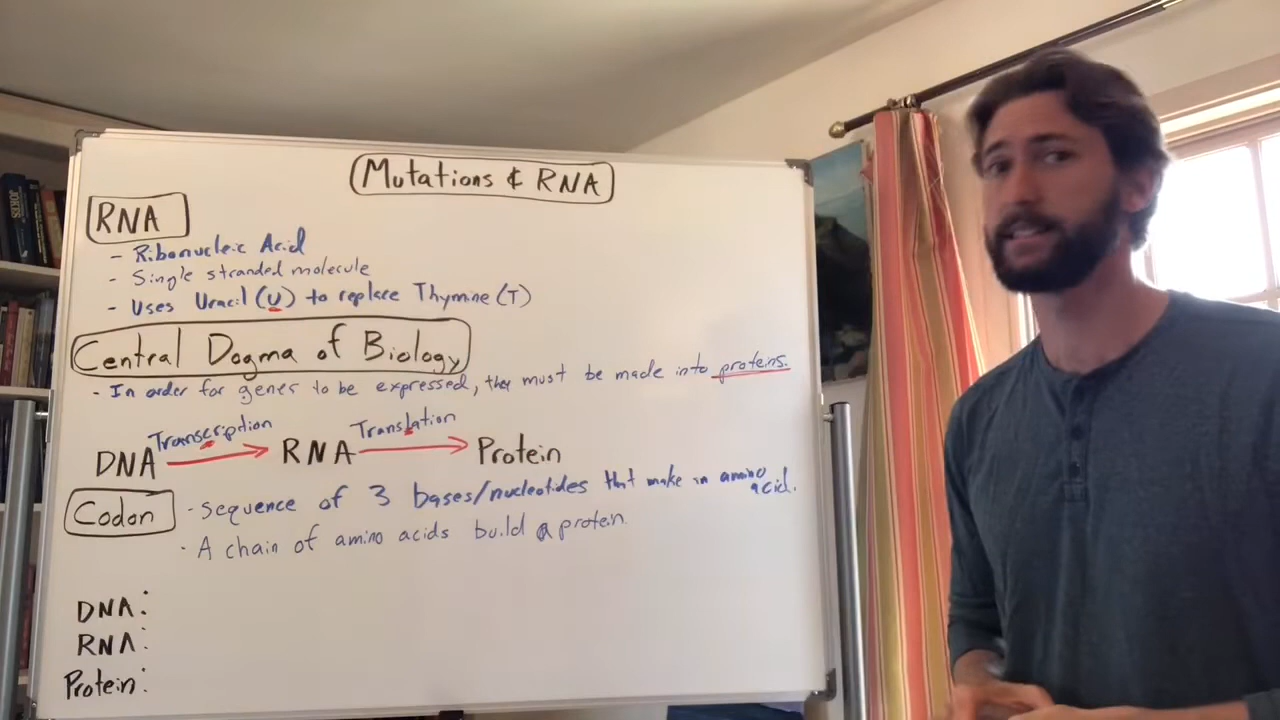 Mutations & RNA
RNA
- Ribonucleic Acid
- Single stranded molecule
- Uses Uracil (U) to replace Thymine (T)
Central Dogma of Biology
- In order for genes to be expressed, they must be made into proteins.
Transcription Translation
DNA → RNA → Protein
Codon - sequence of 3 bases/nucleotides that make an amino acid.
- A chain of amino acids build a protein.
DNA:
RNA:
Protein: